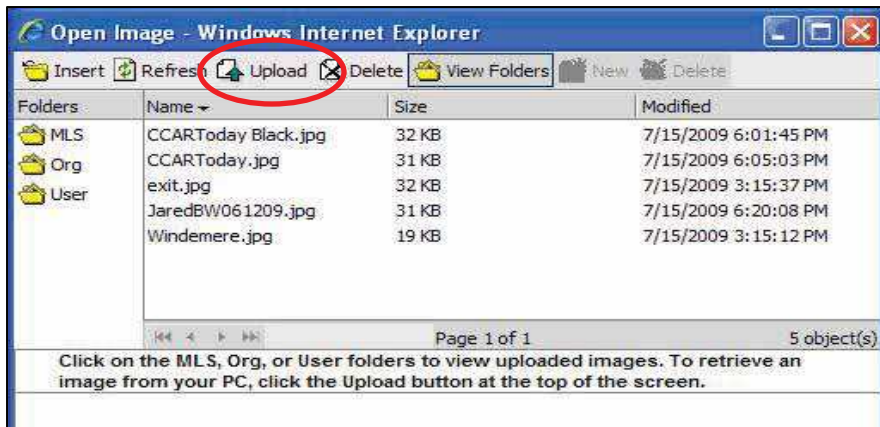 Open Image - Windows Internet Explorer
Insert Refresh Upload Delete View Folders New Delete
Folders Name Size Modified
MLS CCARToday Black.jpg 32 KB 7/15/2009 6:01:45 PM
Org CCARToday.jpg 31 KB 7/15/2009 6:05:03 PM
User exit.jpg 32 KB 7/15/2009 3:15:37 PM
JaredBW061209.jpg 31 KB 7/15/2009 6:20:08 PM
Windemere.jpg 19 KB 7/15/2009 3:15:12 PM
Page 1 of 1 5 object(s)
Click on the MLS, Org, or User folders to view uploaded images. To retrieve an
image from your PC, click the Upload button at the top of the screen.